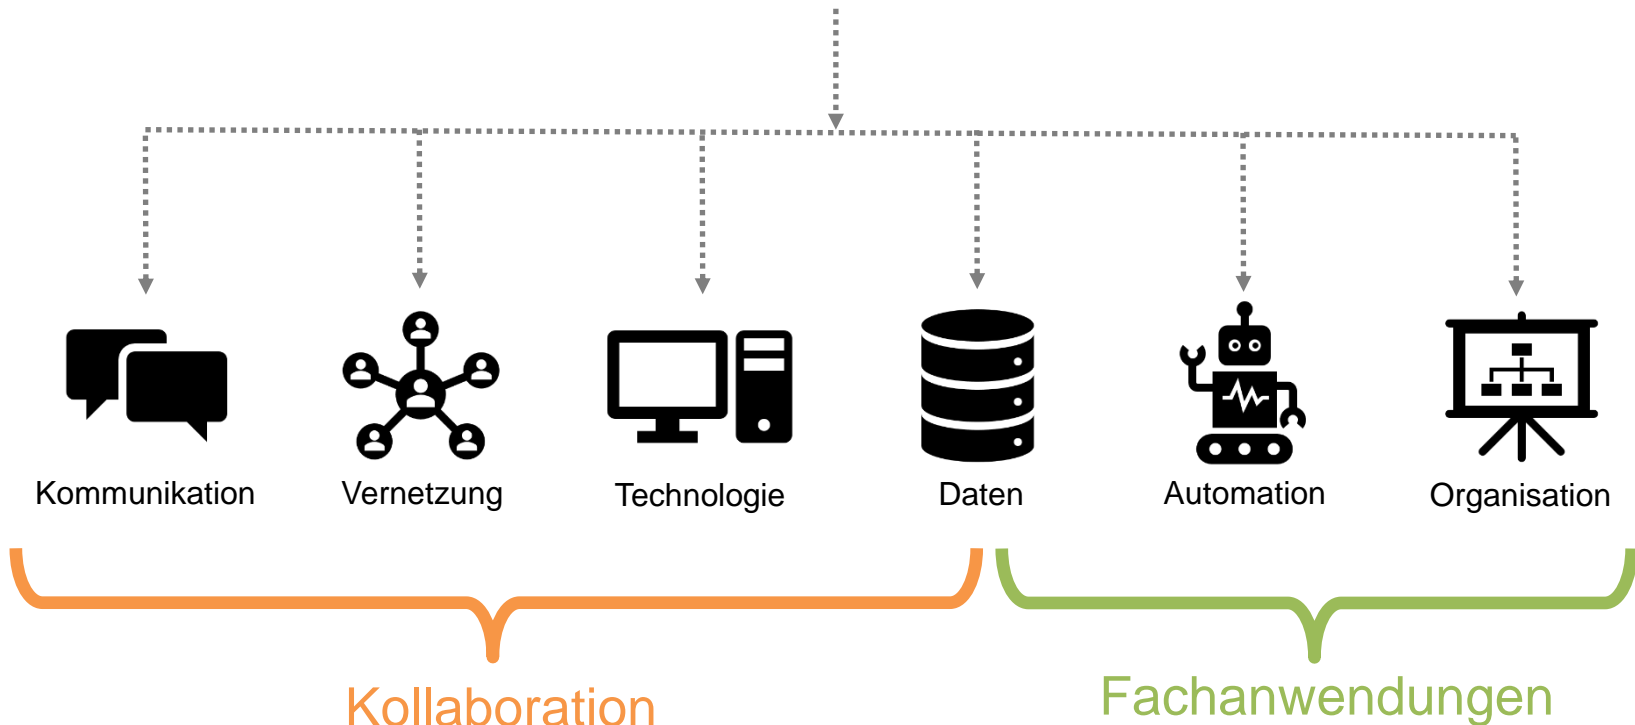 Kommunikation
Vernetzung
Technologie
Daten
Automation
Organisation
Kollaboration
Fachanwendungen